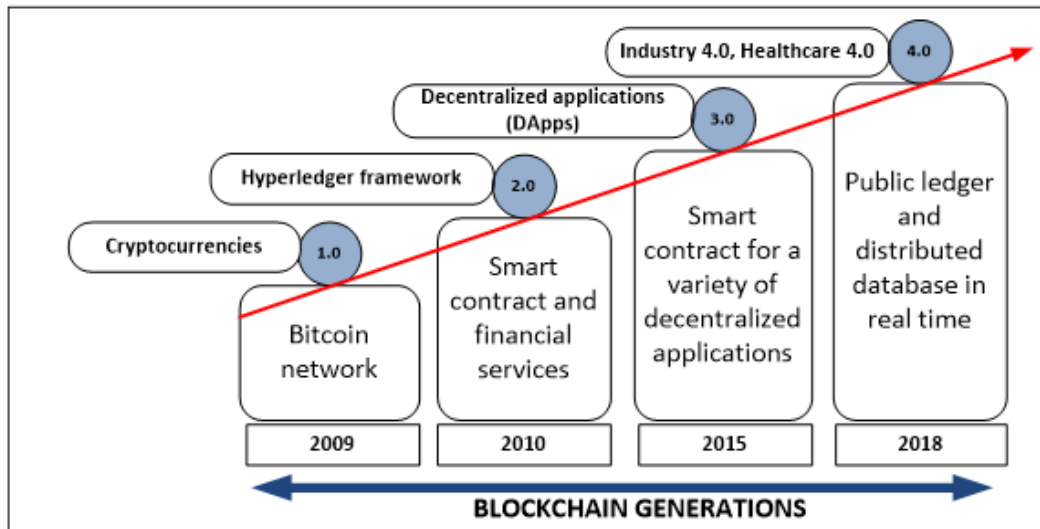 Industry 4.0, Healthcare 4.0
4.0
Decentralized applications
(DApps)
3.0
Hyperledger framework
2.0
Cryptocurrencies
1.0
Bitcoin
network
Smart
contract and
financial
services
Smart
contract for a
variety of
decentralized
applications
Public ledger
and
distributed
database in
real time
2009
2010
2015
2018
BLOCKCHAIN GENERATIONS